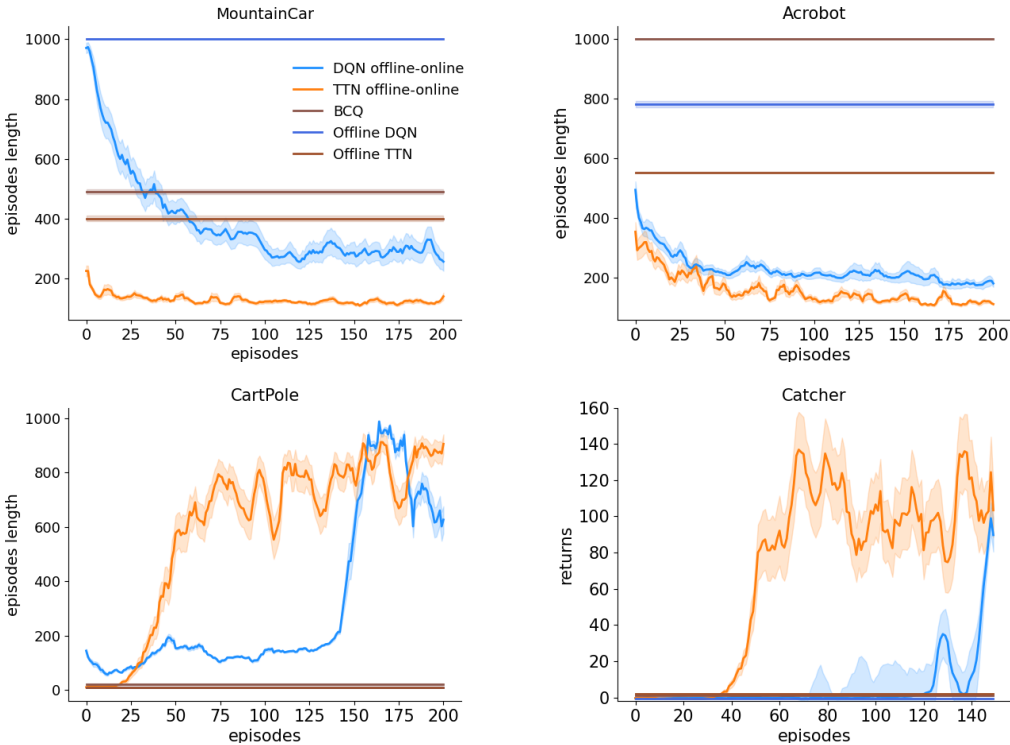 MountainCar
1000
800
600
400
200
episodes length
DQN offline-online
TTN offline-online
BCQ
Offline DQN
Offline TTN
0 25 50 75 100 125 150 175 200
episodes
Acrobot
1000
800
600
400
200
episodes length
0 25 50 75 100 125 150 175 200
episodes
CartPole
1000
800
600
400
200
0
episodes length
0 25 50 75 100 125 150 175 200
episodes
Catcher
160
140
120
100
80
60
40
20
0
returns
0 20 40 60 80 100 120 140
episodes